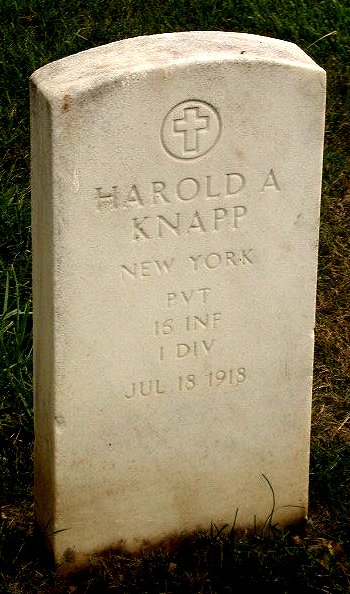 HAROLD A
KNAPP
NEW YORK
PVT
16 INF
1 DIV
JUL 18 1918